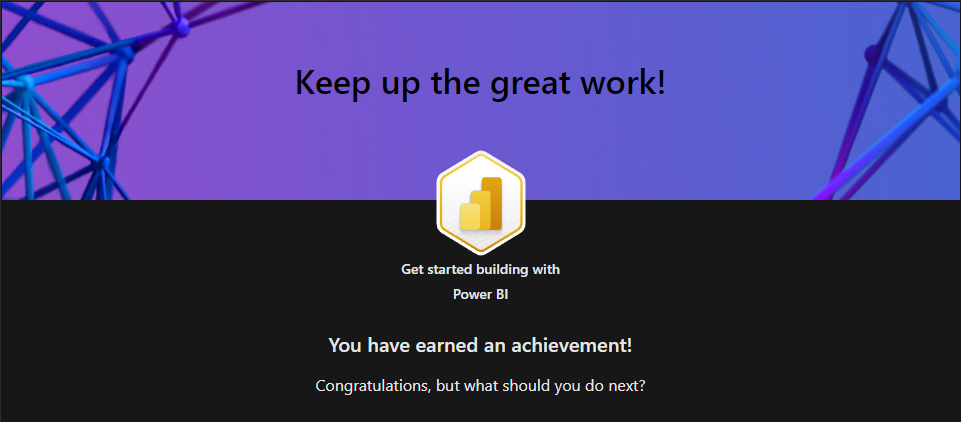 Keep up the great work!
Get started building with
Power BI
You have earned an achievement!
Congratulations, but what should you do next?